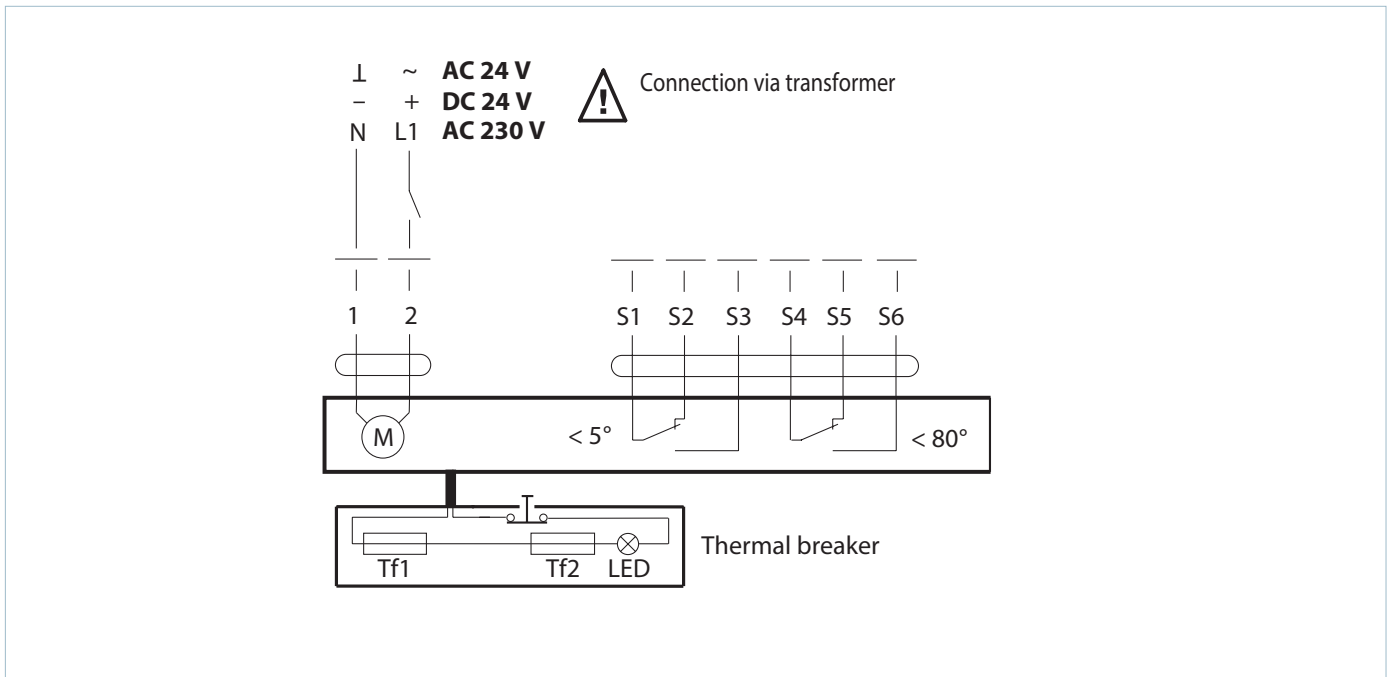 ⊥ ~ AC 24 V
Connection via transformer
− + DC 24 V
!
N L1 AC 230 V
1 2 S1 S2 S3 S4 S5 S6
M < 5° < 80°
Thermal breaker
Tf1 Tf2 LED